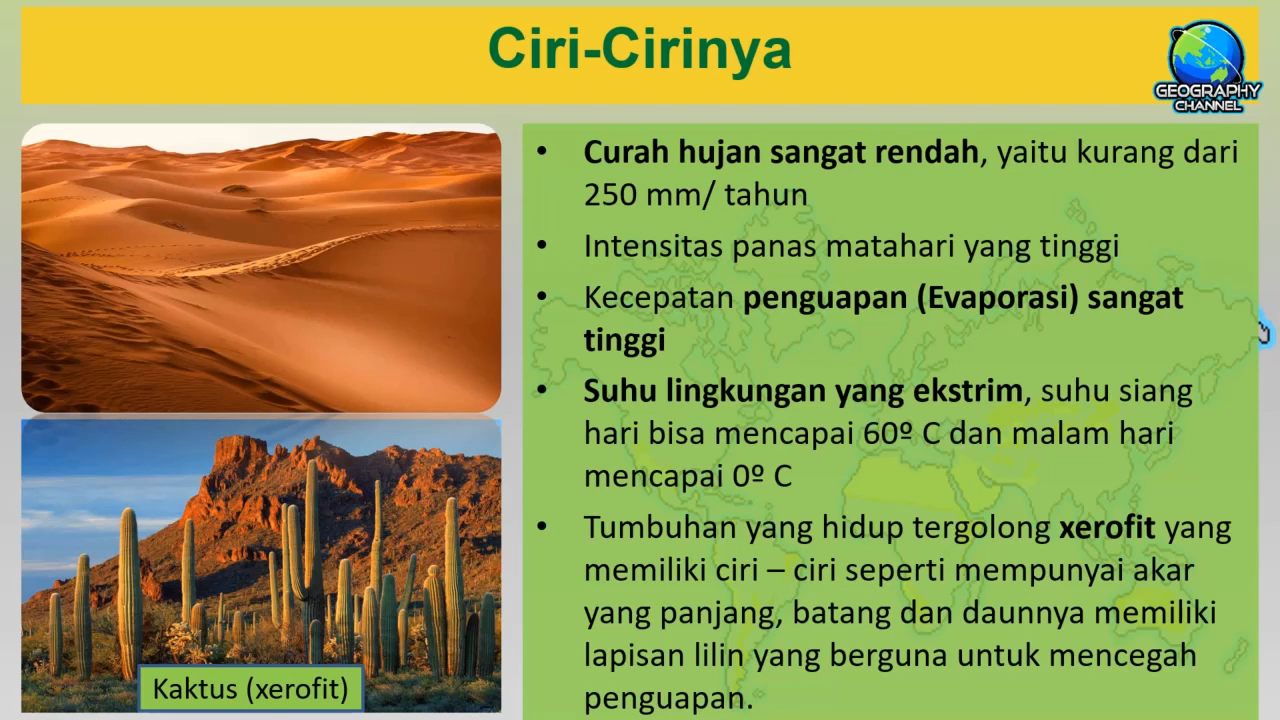 Ciri-Cirinya
GEOGRAPHY
CHANNEL
• Curah hujan sangat rendah, yaitu kurang dari
250 mm/ tahun
• Intensitas panas matahari yang tinggi
• Kecepatan penguapan (Evaporasi) sangat
tinggi
• Suhu lingkungan yang ekstrim, suhu siang
hari bisa mencapai 60º C dan malam hari
mencapai 0º C
• Tumbuhan yang hidup tergolong xerofit yang
memiliki ciri – ciri seperti mempunyai akar
yang panjang, batang dan daunnya memiliki
lapisan lilin yang berguna untuk mencegah
penguapan.
Kaktus (xerofit)